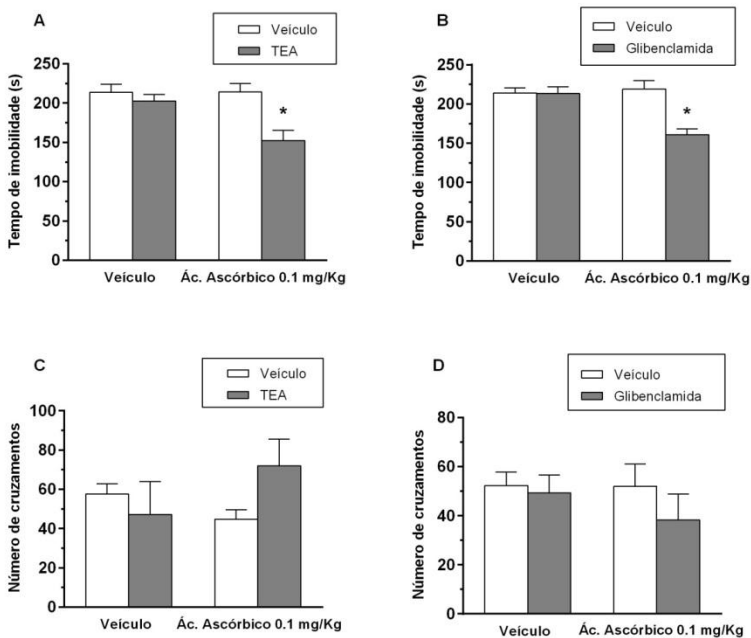 A
Veículo
TEA
Tempo de imobilidade (s)
250
200
150
100
50
0
*
Veículo
Ác. Ascórbico 0.1 mg/Kg
B
Veículo
Glibenclamida
Tempo de imobilidade (s)
250
200
150
100
50
0
*
Veículo
Ác. Ascórbico 0.1 mg/Kg
C
Veículo
TEA
Número de cruzamentos
100
80
60
40
20
0
Veículo
Ác. Ascórbico 0.1 mg/Kg
D
Veículo
Glibenclamida
Número de cruzamentos
80
60
40
20
0
Veículo
Ác. Ascórbico 0.1 mg/Kg